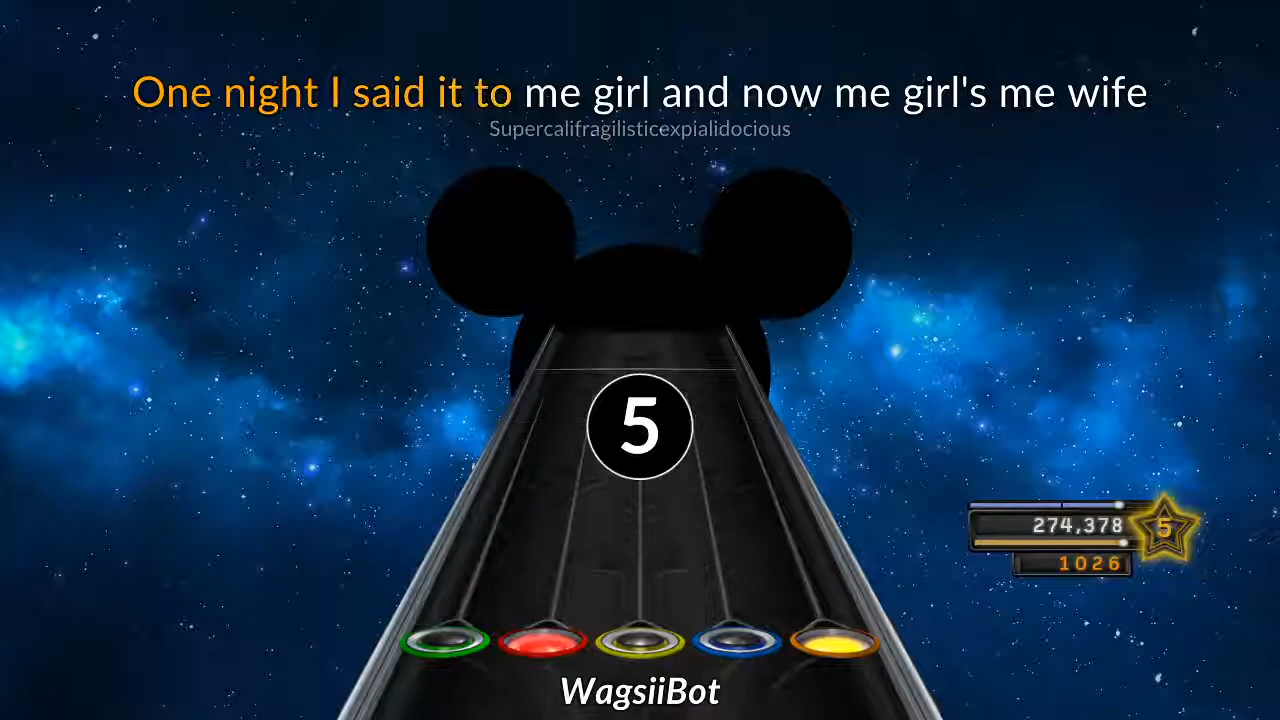 One night I said it to me girl and now me girl's me wife
Supercalifragilisticexpialidocious
5
274,378
5
1026
WagsiiBot